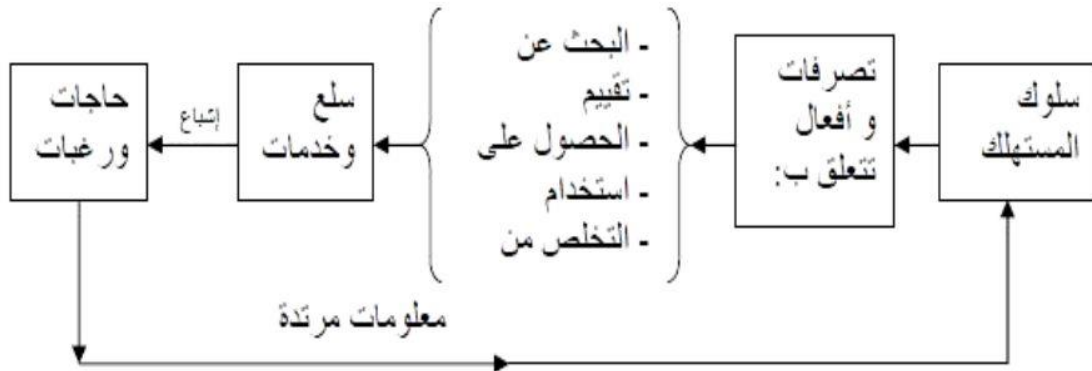 سلوك
المستهلك
تصرفات
و أفعال
تتعلق ب:
- البحث عن
- تقييم
- الحصول على
- استخدام
- التخلص من
سلع
وخدمات
إشباع
حاجات
ورغبات
معلومات مرتدة